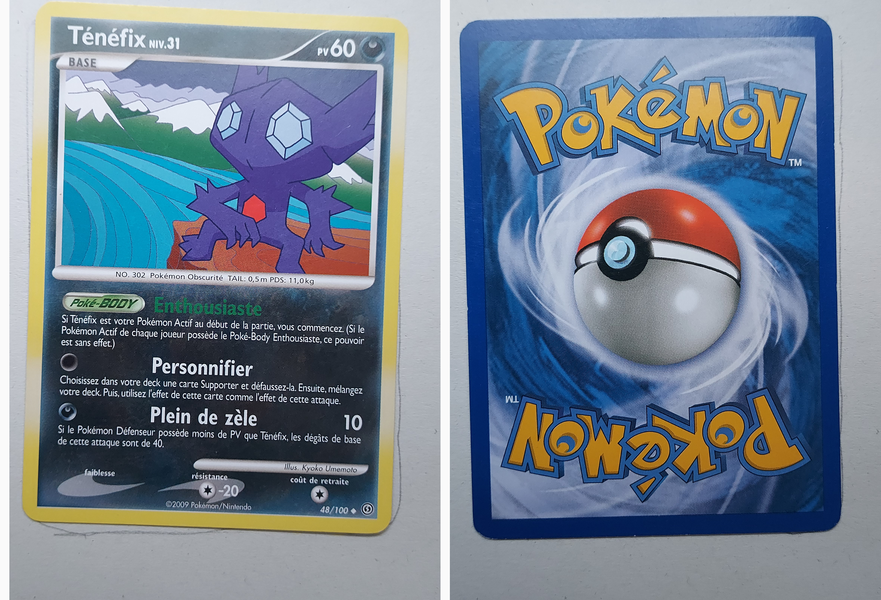 Ténéfix NIV.31
PV 60
BASE
NO. 302 Pokémon Obscurité TAIL: 0,5m PDS: 11,0kg
Poké-BODY Enthousiaste
Si Ténéfix est votre Pokémon Actif au début de la partie, vous commencez. (Si le
Pokémon Actif de chaque joueur possède le Poké-Body Enthousiaste, ce pouvoir
est sans effet.)
Personnifier
Choisissez dans votre deck une carte Supporter et défaussez-la. Ensuite, mélangez
votre deck. Puis, utilisez l'effet de cette carte comme l'effet de cette attaque.
Plein de zèle 10
Si le Pokémon Défenseur possède moins de PV que Ténéfix, les dégâts de base
de cette attaque sont de 40.
Illus. Kyoko Umemoto
faiblesse
résistance
coût de retraite
-20
©2009 Pokémon/Nintendo
48/100
POKéMON
TM
TM
POKéMON